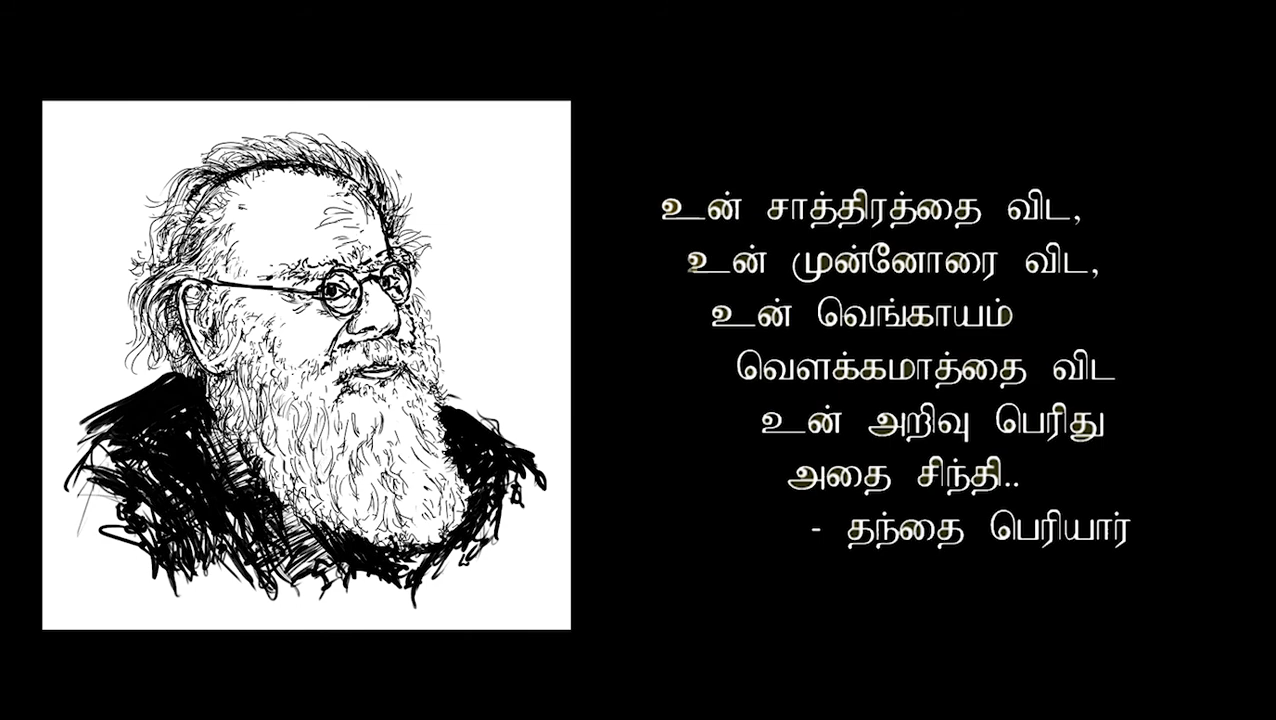 உன் சாத்திரத்தை விட,
உன் முன்னோரை விட,
உன் வெங்காயம்
வெளக்கமாத்தை விட
உன் அறிவு பெரிது
அதை சிந்தி..
- தந்தை பெரியார்